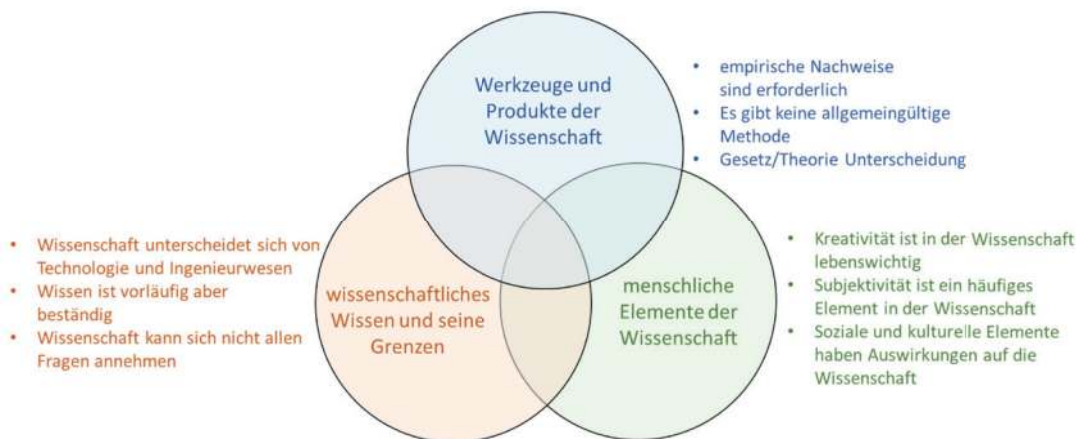 Werkzeuge und
Produkte der
Wissenschaft
• empirische Nachweise
sind erforderlich
• Es gibt keine allgemeingültige
Methode
• Gesetz/Theorie Unterscheidung
• Wissenschaft unterscheidet sich von
Technologie und Ingenieurwesen
• Wissen ist vorläufig aber
beständig
• Wissenschaft kann sich nicht allen
Fragen annehmen
wissenschaftliches
Wissen und seine
Grenzen
menschliche
Elemente der
Wissenschaft
• Kreativität ist in der Wissenschaft
lebenswichtig
• Subjektivität ist ein häufiges
Element in der Wissenschaft
• Soziale und kulturelle Elemente
haben Auswirkungen auf die
Wissenschaft